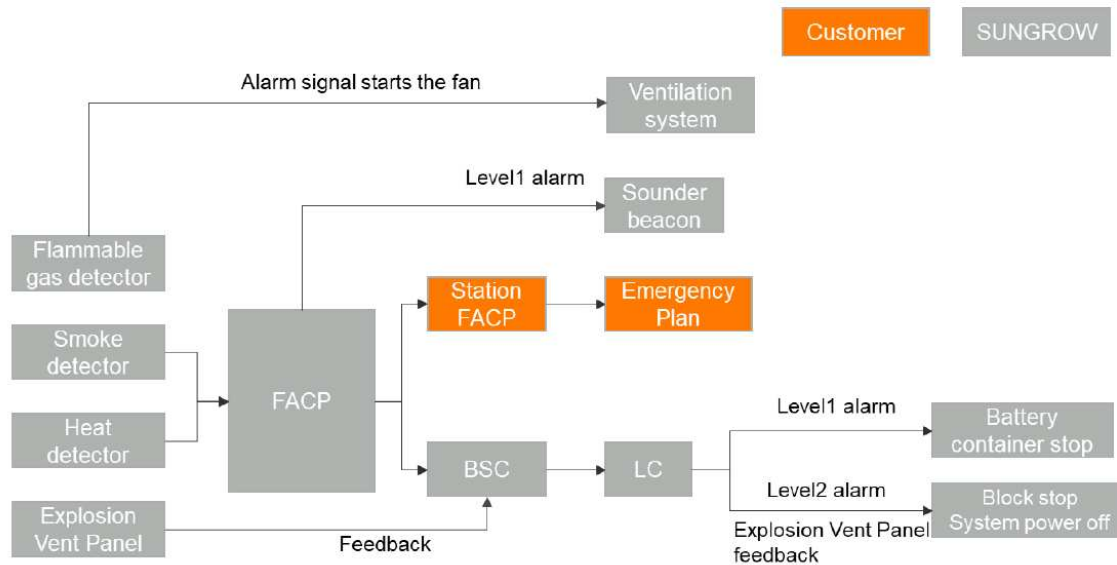 Customer
SUNGROW
Alarm signal starts the fan
Ventilation
system
Level1 alarm
Sounder
beacon
Flammable
gas detector
Station
FACP
Emergency
Plan
Smoke
detector
FACP
Heat
detector
BSC
LC
Level1 alarm
Battery
container stop
Level2 alarm
Block stop
System power off
Explosion
Vent Panel
Feedback
Explosion Vent Panel
feedback